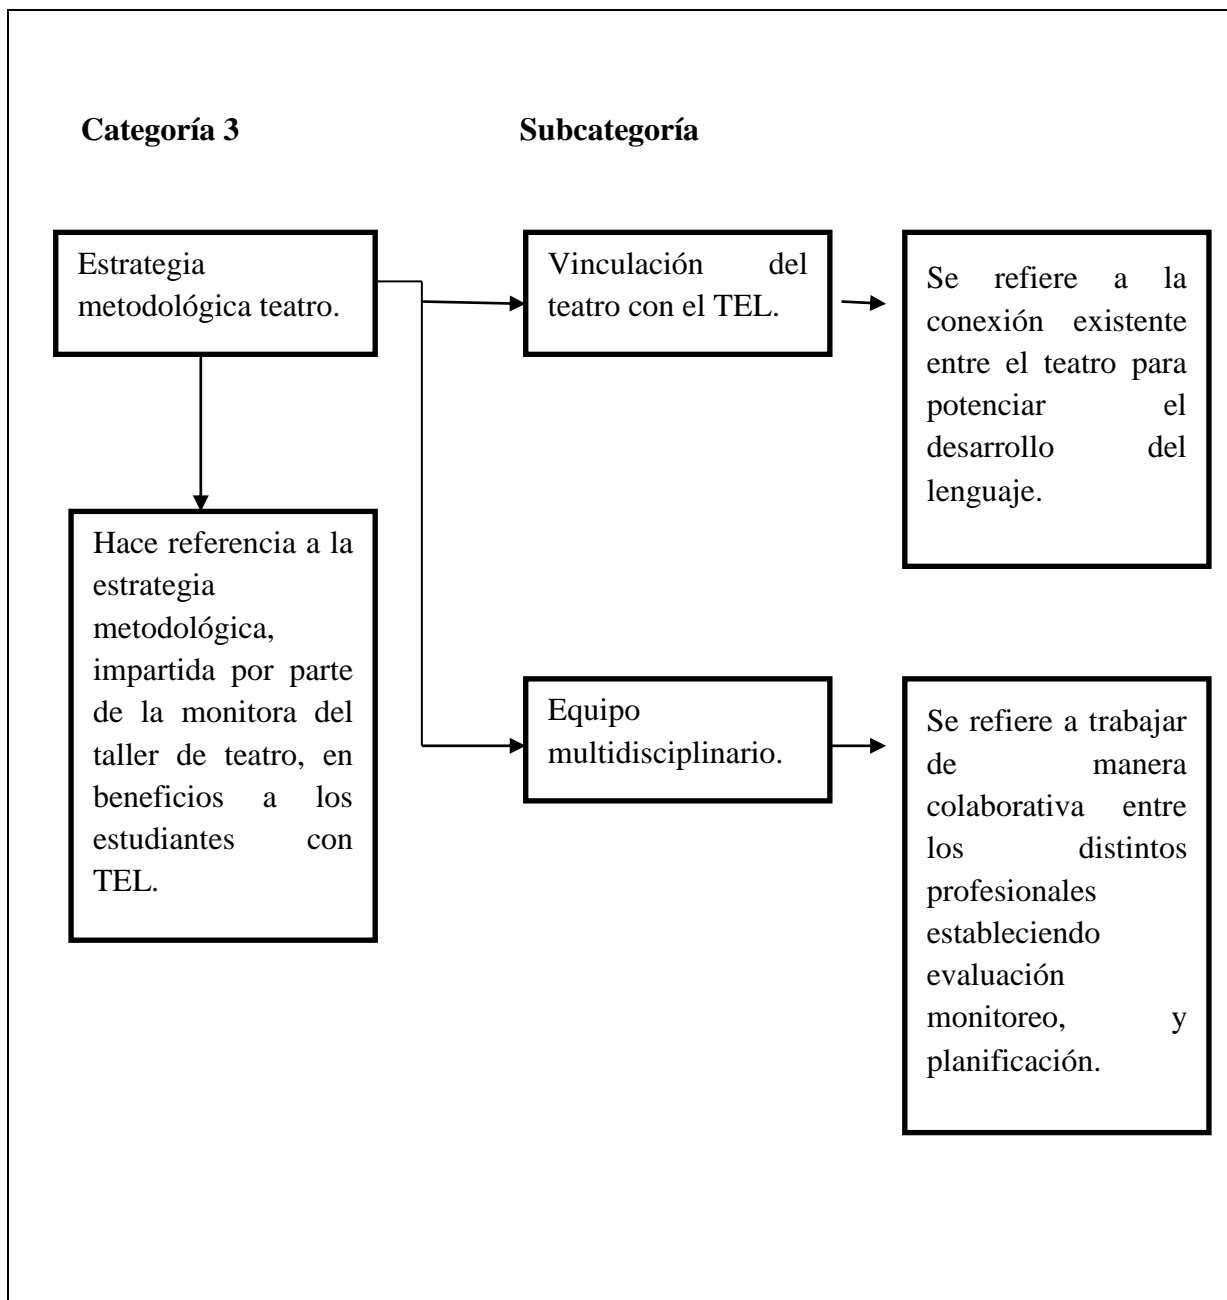 Categoría 3
Subcategoría
Estrategia
metodológica teatro.
Vinculación del
teatro con el TEL.
Se refiere a la
conexión existente
entre el teatro para
potenciar el
desarrollo del
lenguaje.
Hace referencia a la
estrategia
metodológica,
impartida por parte
de la monitora del
taller de teatro, en
beneficios a los
estudiantes con
TEL.
Equipo
multidisciplinario.
Se refiere a trabajar
de manera
colaborativa entre
los distintos
profesionales
estableciendo
evaluación
monitoreo, y
planificación.